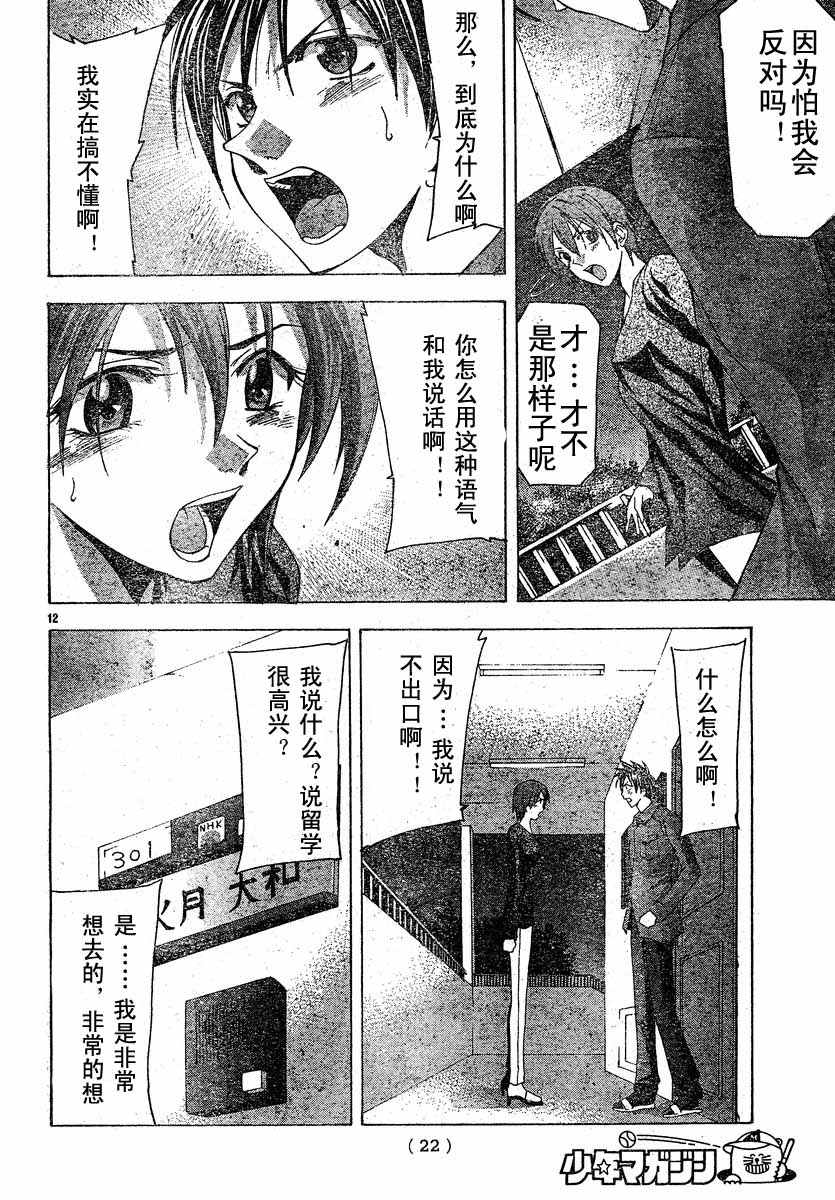 因为怕我会
反对吗！
才…才不
是那样子呢
那么，到底为什么啊
我实在搞不懂啊！
你怎么用这种语气
和我说话啊！！
什么怎么啊！
因为…我说
不出口啊！！
我说什么？说留学
很高兴？
NHK
301
火月 大和
是……我是非常
想去的，非常的想
12
（22）
少年マガジン